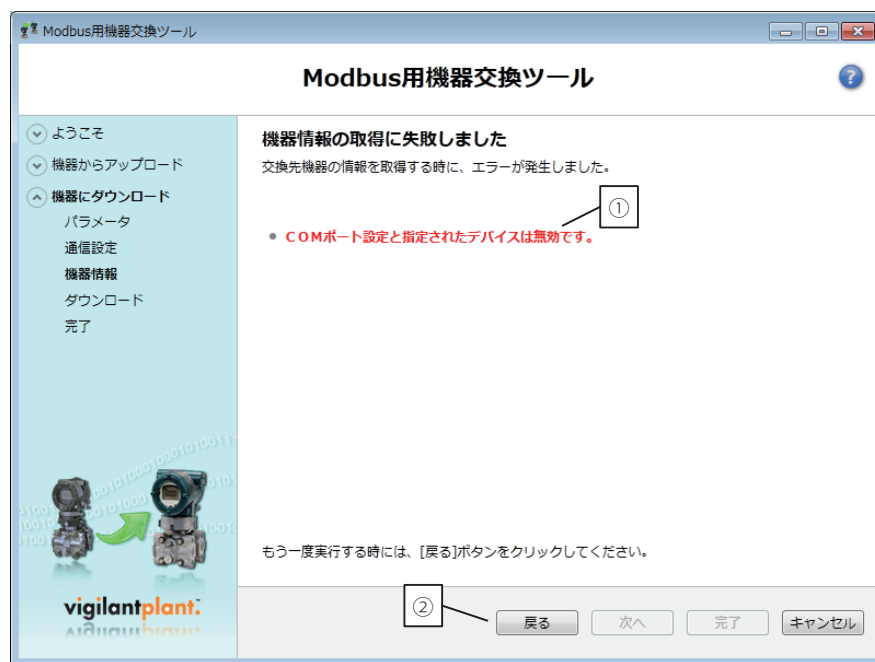 Modbus用機器交換ツール
Modbus用機器交換ツール
?
ようこそ
機器からアップロード
機器にダウンロード
パラメータ
通信設定
機器情報
ダウンロード
完了
機器情報の取得に失敗しました
交換先機器の情報を取得する時に、エラーが発生しました。
①
• ＣＯＭポート設定と指定されたデバイスは無効です。
もう一度実行する時には、[戻る]ボタンをクリックしてください。
vigilantplant.
②
戻る 次へ 完了 キャンセル